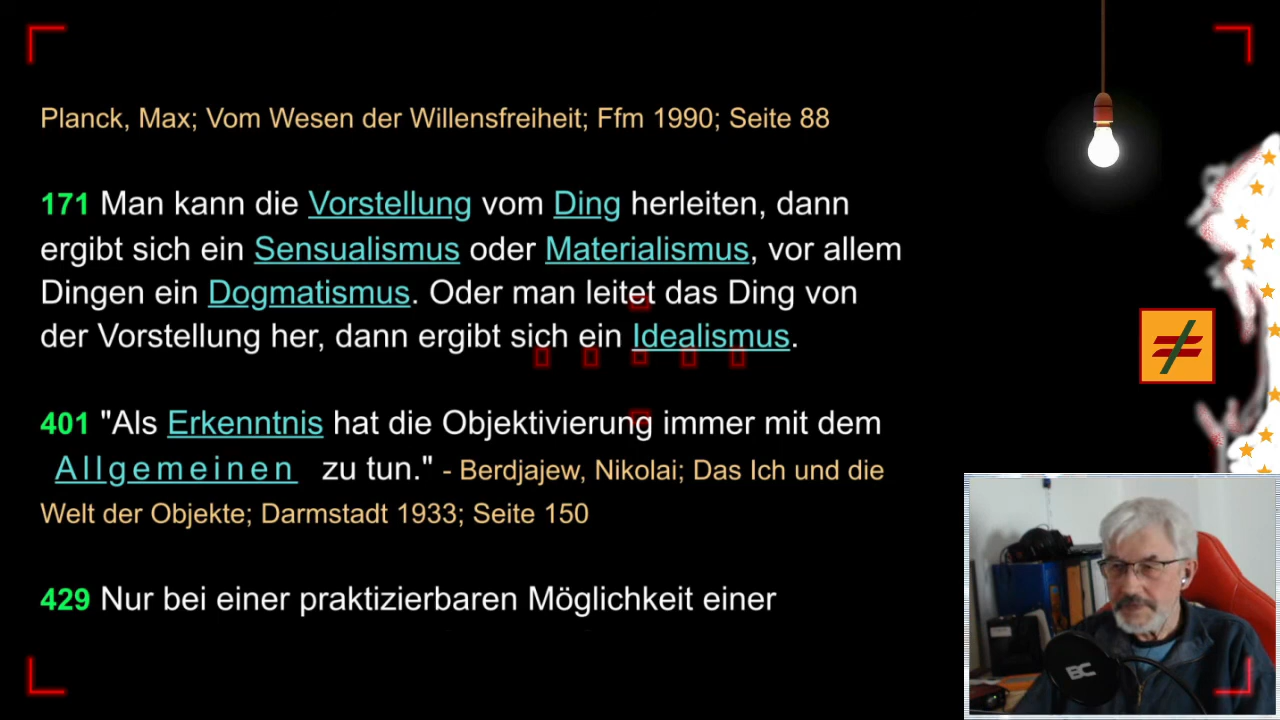 Planck, Max; Vom Wesen der Willensfreiheit; Ffm 1990; Seite 88
171 Man kann die Vorstellung vom Ding herleiten, dann
ergibt sich ein Sensualismus oder Materialismus, vor allem
Dingen ein Dogmatismus. Oder man leitet das Ding von
der Vorstellung her, dann ergibt sich ein Idealismus.
≠
401 "Als Erkenntnis hat die Objektivierung immer mit dem
Allgemeinen zu tun." - Berdjajew, Nikolai; Das Ich und die
Welt der Objekte; Darmstadt 1933; Seite 150
429 Nur bei einer praktizierbaren Möglichkeit einer
BC